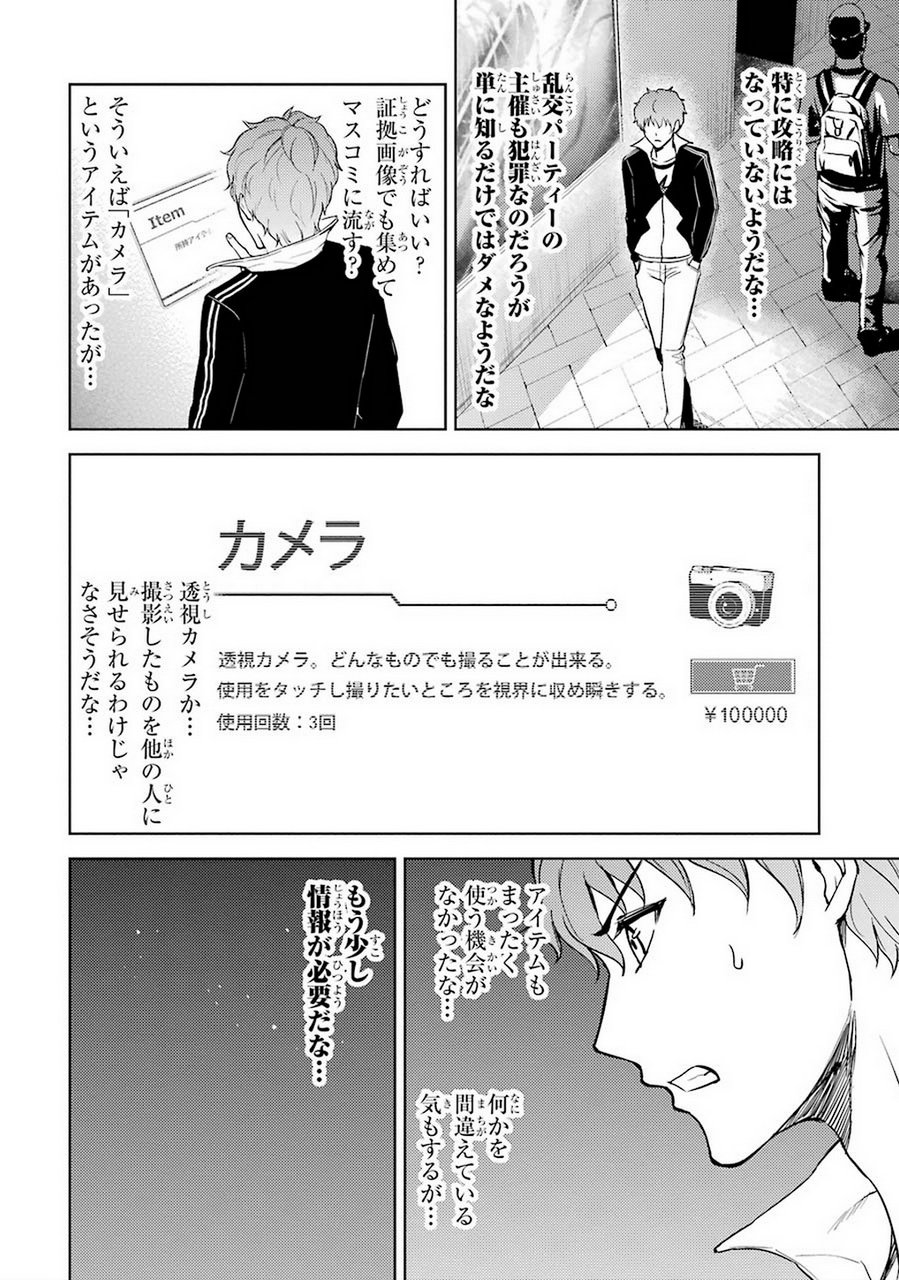 特に攻略には
なっていないようだな…
乱交パーティーの
主催も犯罪なのだろうが
単に知るだけではダメなようだな
どうすればいい？
証拠画像でも集めて
マスコミに流す？
そういえば「カメラ」
というアイテムがあったが…
Item
所持アイテム
カメラ
透視カメラ。どんなものでも撮ることが出来る。
使用をタッチし撮りたいところを視界に収め瞬きする。
使用回数：3回
￥100000
透視カメラか…
撮影したものを他の人に
見せられるわけじゃ
なさそうだな…
アイテムも
まったく
使う機会が
なかったな…
何かを
間違えている
気もするが…
もう少し
情報が必要だな…